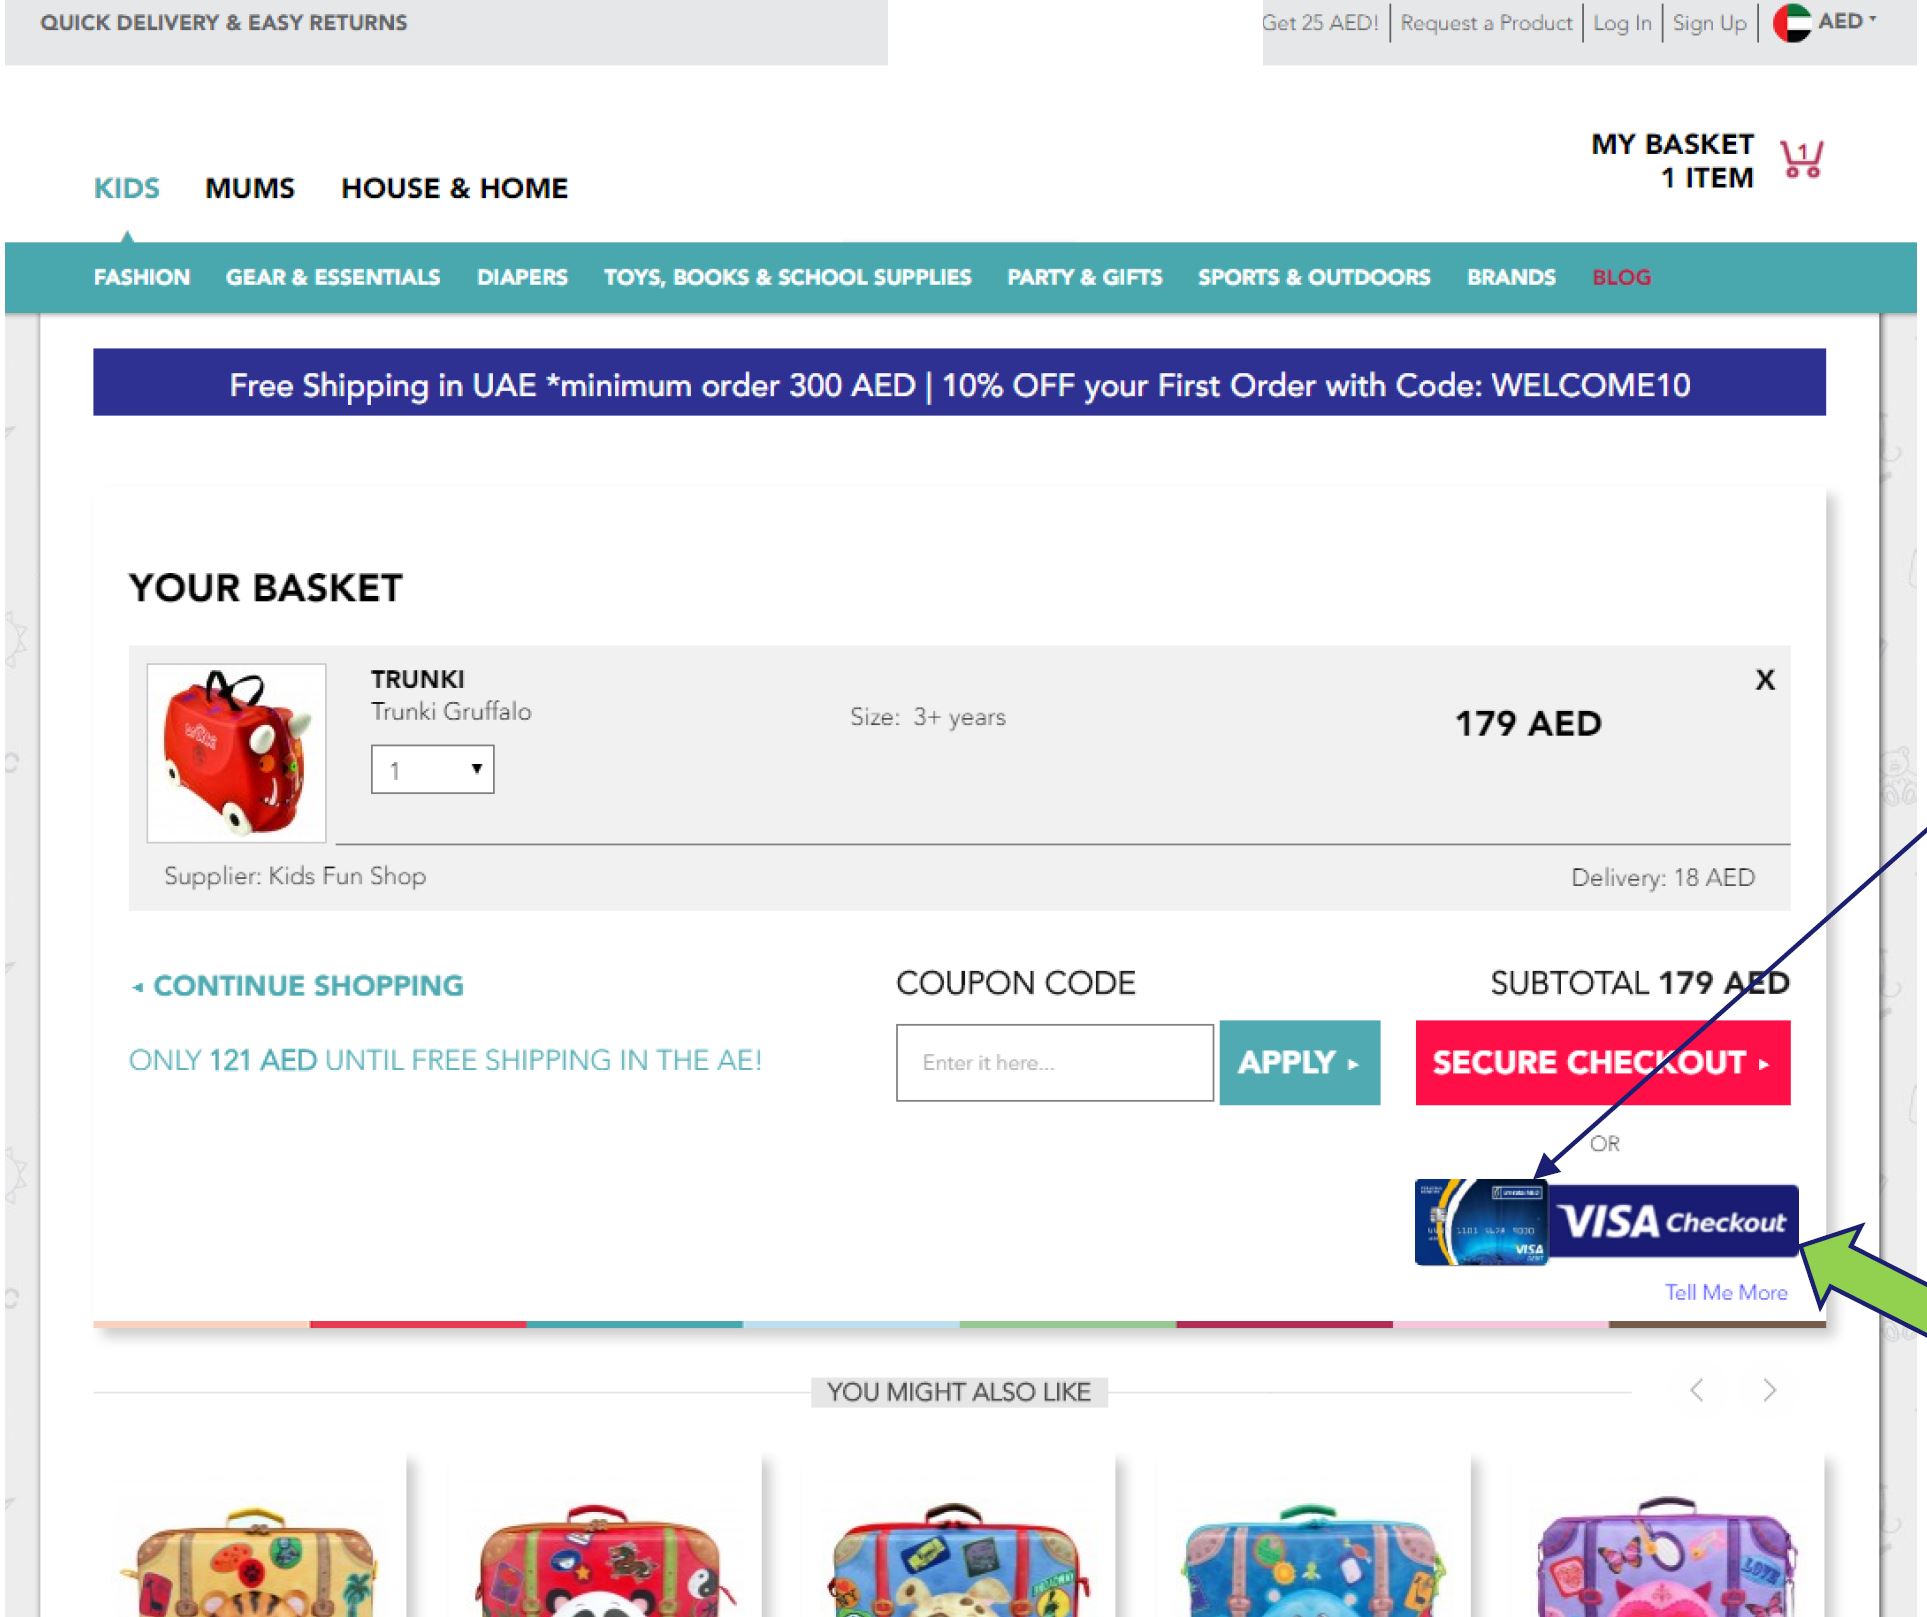 QUICK DELIVERY & EASY RETURNS
Get 25 AED! Request a Product Log In Sign Up AED
MY BASKET
1 ITEM
1
KIDS MUMS HOUSE & HOME
FASHION GEAR & ESSENTIALS DIAPERS TOYS, BOOKS & SCHOOL SUPPLIES PARTY & GIFTS SPORTS & OUTDOORS BRANDS BLOG
Free Shipping in UAE *minimum order 300 AED | 10% OFF your First Order with Code: WELCOME10
YOUR BASKET
TRUNKI
Trunki Gruffalo
Size: 3+ years
179 AED
X
1
Supplier: Kids Fun Shop
Delivery: 18 AED
CONTINUE SHOPPING
COUPON CODE
SUBTOTAL 179 AED
ONLY 121 AED UNTIL FREE SHIPPING IN THE AE!
Enter it here...
APPLY
SECURE CHECKOUT
OR
VISA
VISA Checkout
Tell Me More
YOU MIGHT ALSO LIKE
LOVE